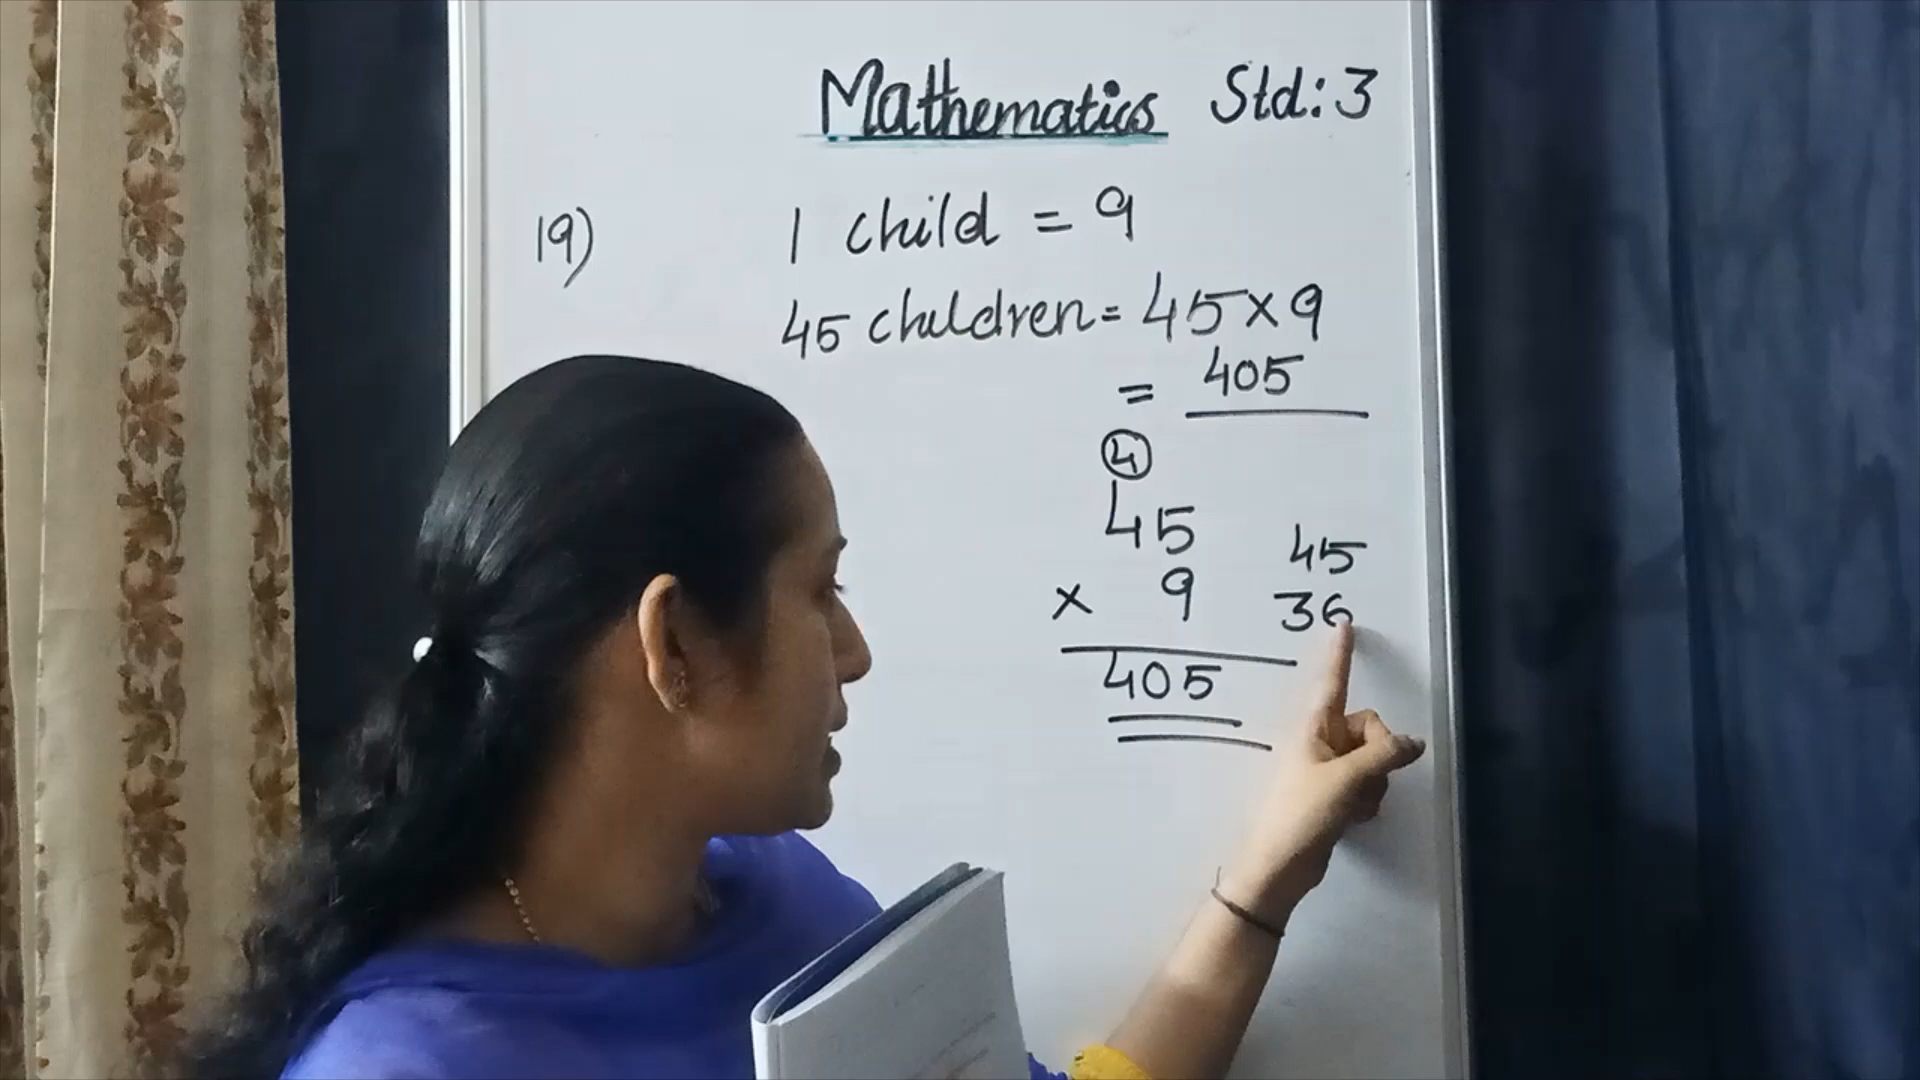 Mathematics Std: 3
19) 1 child = 9
45 children = 45 × 9
= 405
4
45
× 9
405
45
36